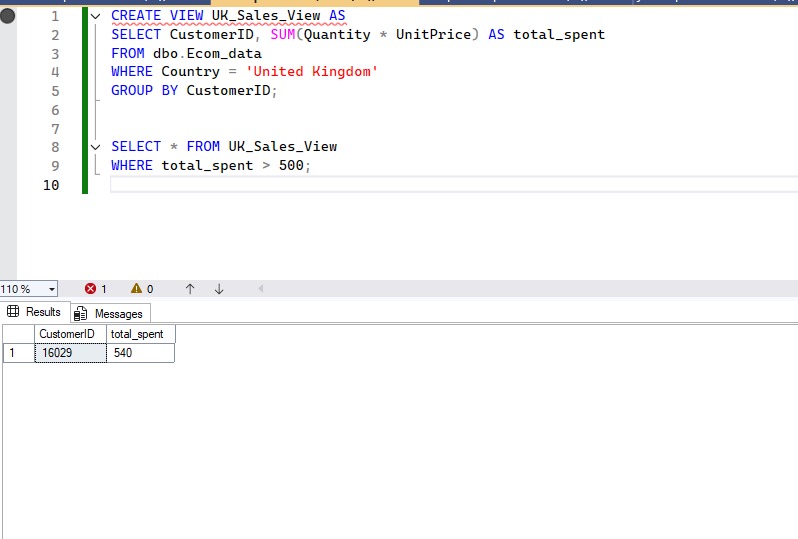 1 CREATE VIEW UK_Sales_View AS
2 SELECT CustomerID, SUM(Quantity * UnitPrice) AS total_spent
3 FROM dbo.Ecom_data
4 WHERE Country = 'United Kingdom'
5 GROUP BY CustomerID;
6
7
8 SELECT * FROM UK_Sales_View
9 WHERE total_spent > 500;
10
110 % 1 0
Results Messages
CustomerID total_spent
1 16029 540